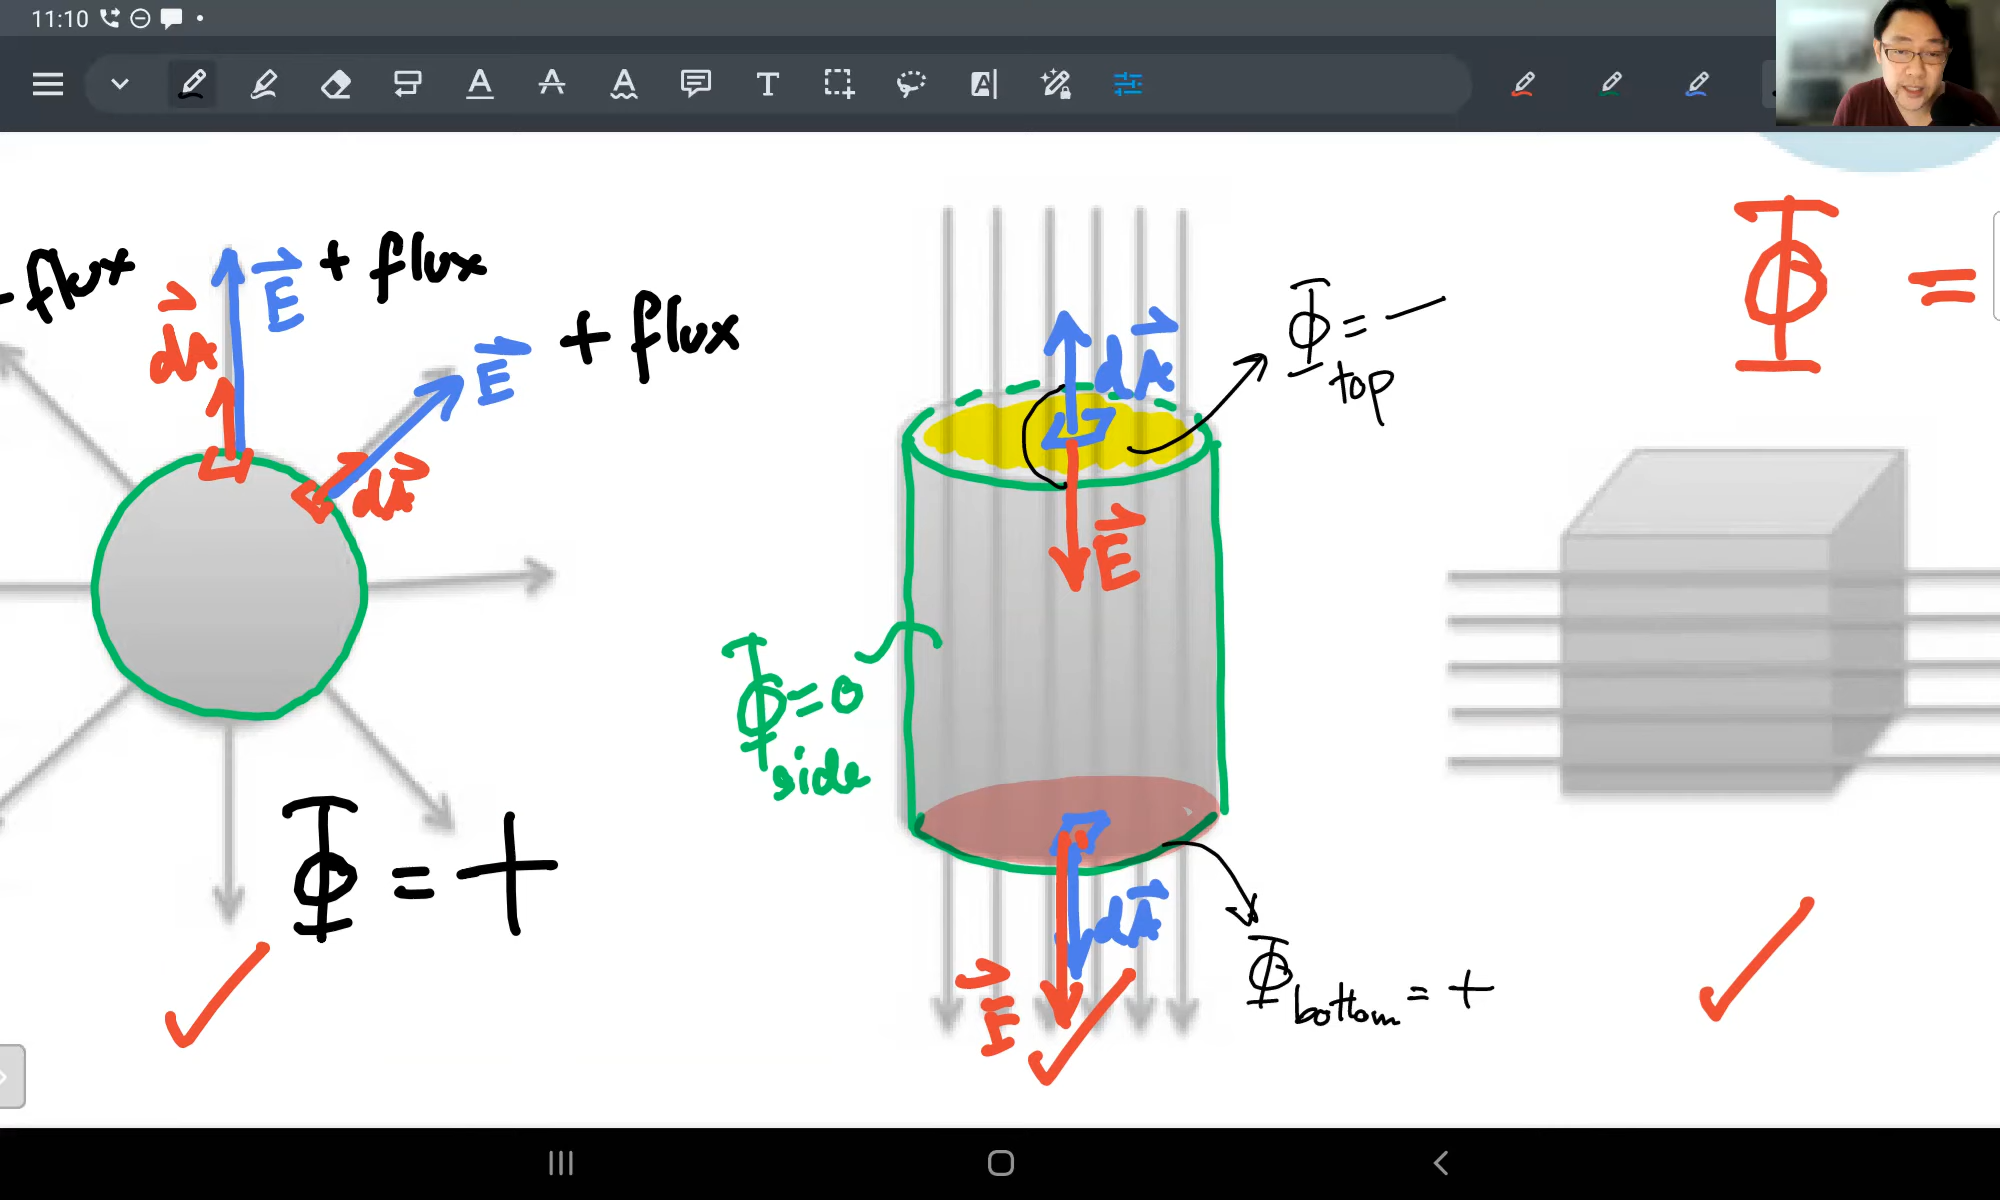 11:10
A A A T A
- flux
dA
E
+ flux
E
+ flux
dA
Φ = +
dA
E
Φtop = -
Φside = 0
dA
E
Φbottom = +
Φ =